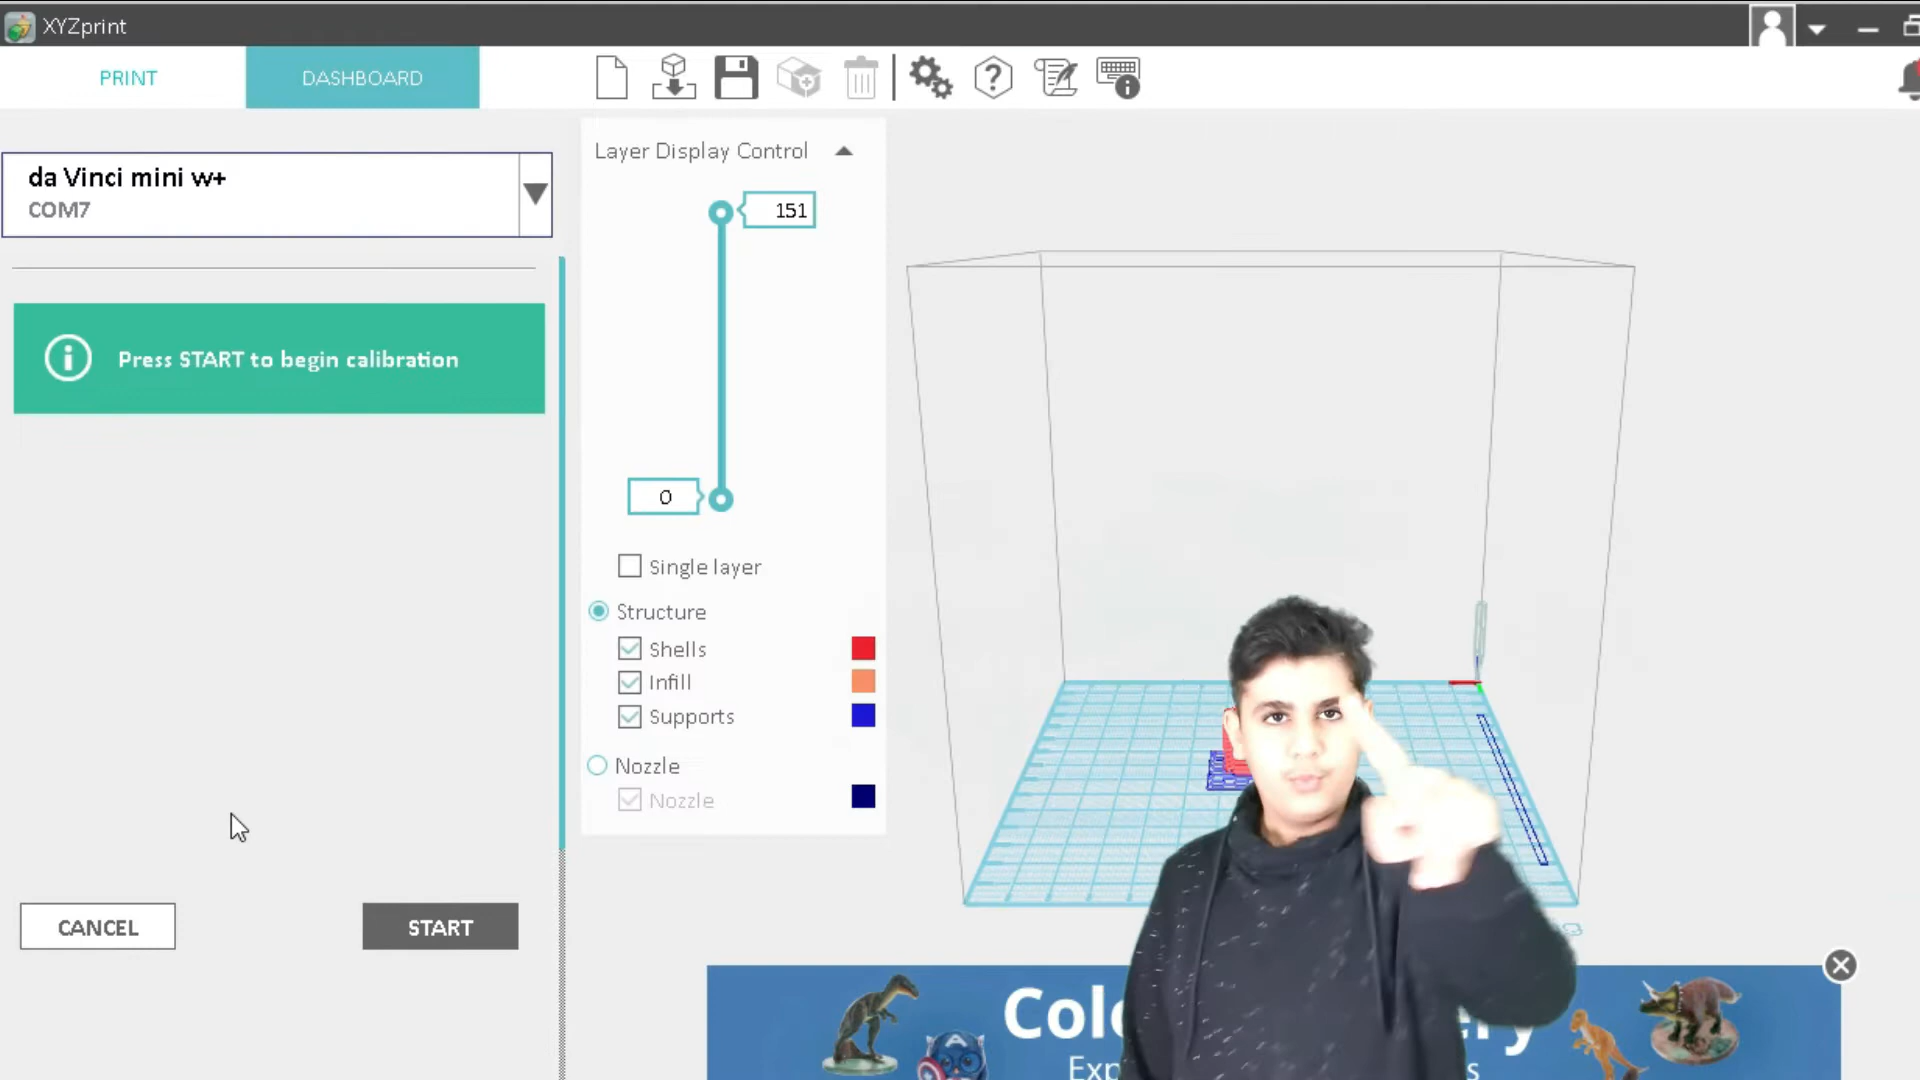 XYZprint
PRINT
DASHBOARD
da Vinci mini w+
COM7
Press START to begin calibration
CANCEL
START
Layer Display Control
151
0
Single layer
Structure
Shells
Infill
Supports
Nozzle
Nozzle